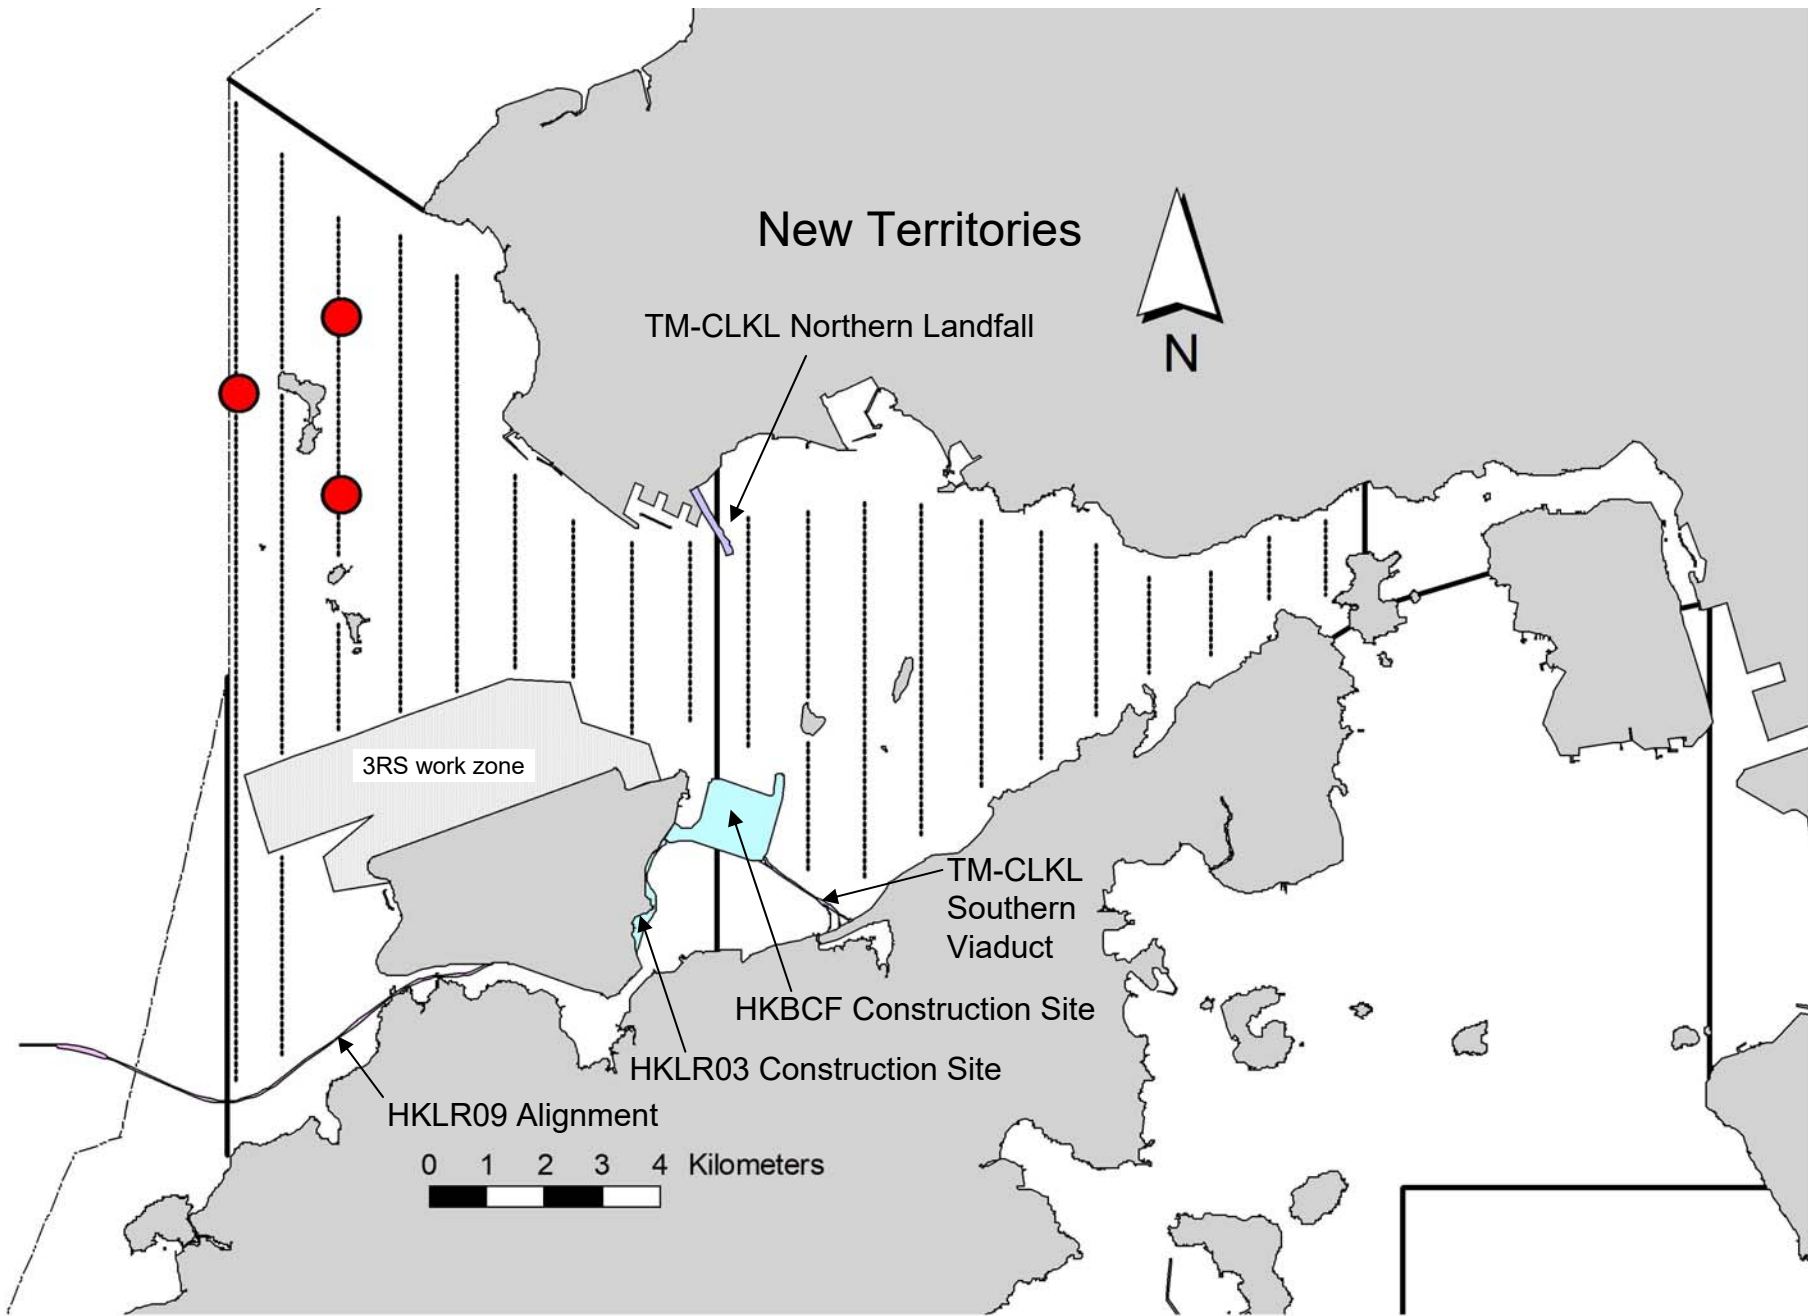 New Territories
TM-CLKL Northern Landfall
N
3RS work zone
TM-CLKL
Southern
Viaduct
HKBCF Construction Site
HKLR03 Construction Site
HKLR09 Alignment
0 1 2 3 4 Kilometers